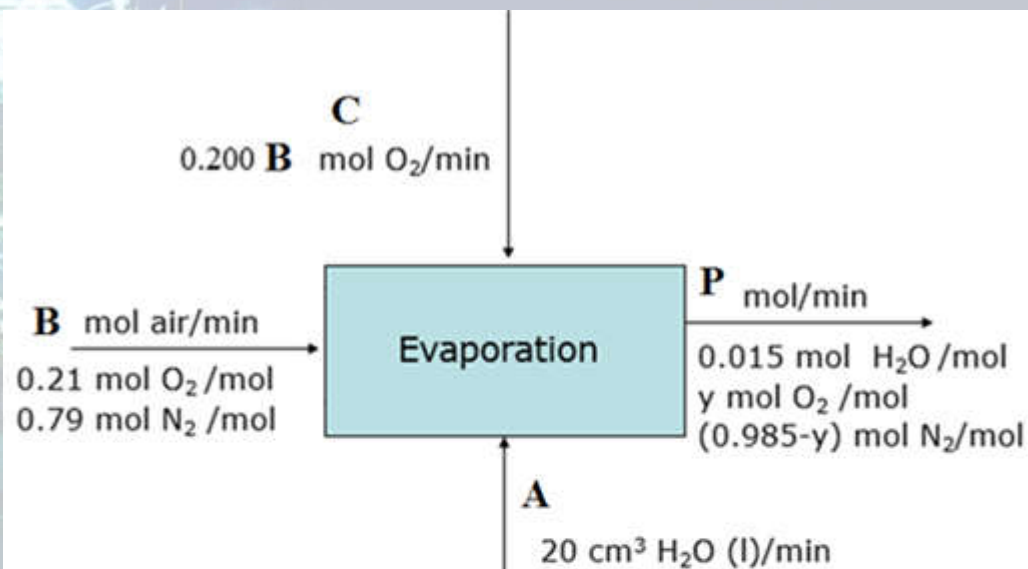 C
0.200 B mol O₂/min
B mol air/min
0.21 mol O₂/mol
0.79 mol N₂/mol
Evaporation
P mol/min
0.015 mol H₂O/mol
y mol O₂/mol
(0.985-y) mol N₂/mol
A
20 cm³ H₂O (l)/min